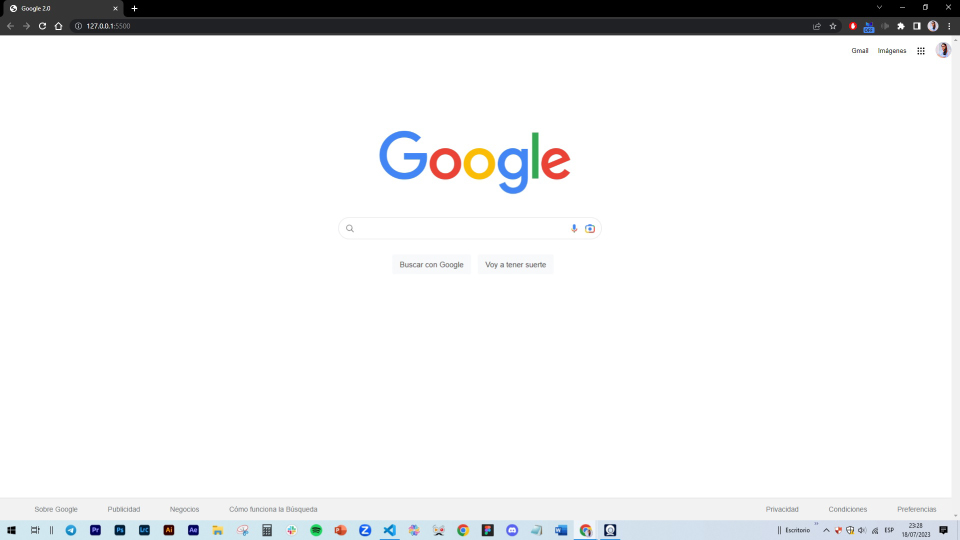 Google 2.0
127.0.0.1:5500
OFF
Gmail Imágenes
Google
Buscar con Google Voy a tener suerte
Sobre Google Publicidad Negocios Cómo funciona la Búsqueda Privacidad Condiciones Preferencias
Pr Ps LrC Ai Ae Z W Escritorio ESP 23:28
18/07/2023